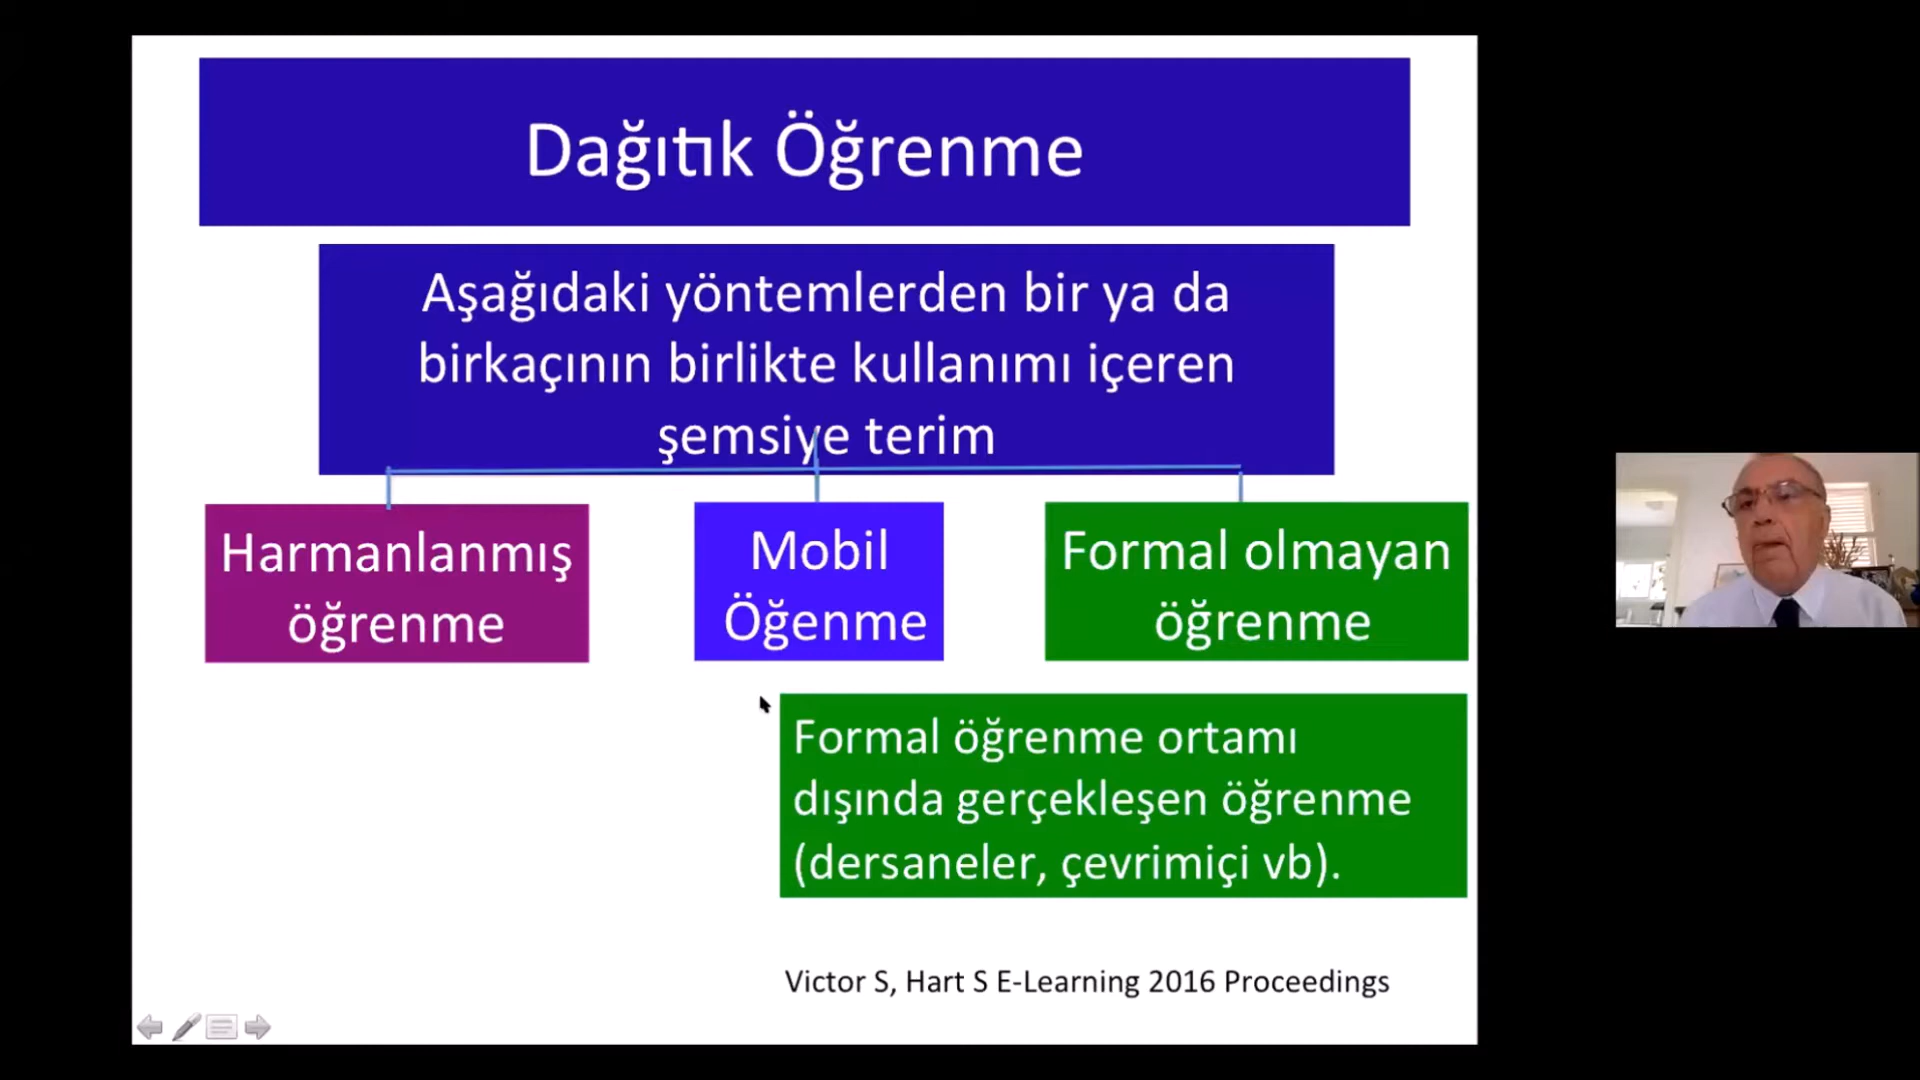 Dağıtık Öğrenme
Aşağıdaki yöntemlerden bir ya da
birkaçının birlikte kullanımı içeren
şemsiye terim
Harmanlanmış
öğrenme
Mobil
Öğenme
Formal olmayan
öğrenme
Formal öğrenme ortamı
dışında gerçekleşen öğrenme
(dersaneler, çevrimiçi vb).
Victor S, Hart S E-Learning 2016 Proceedings